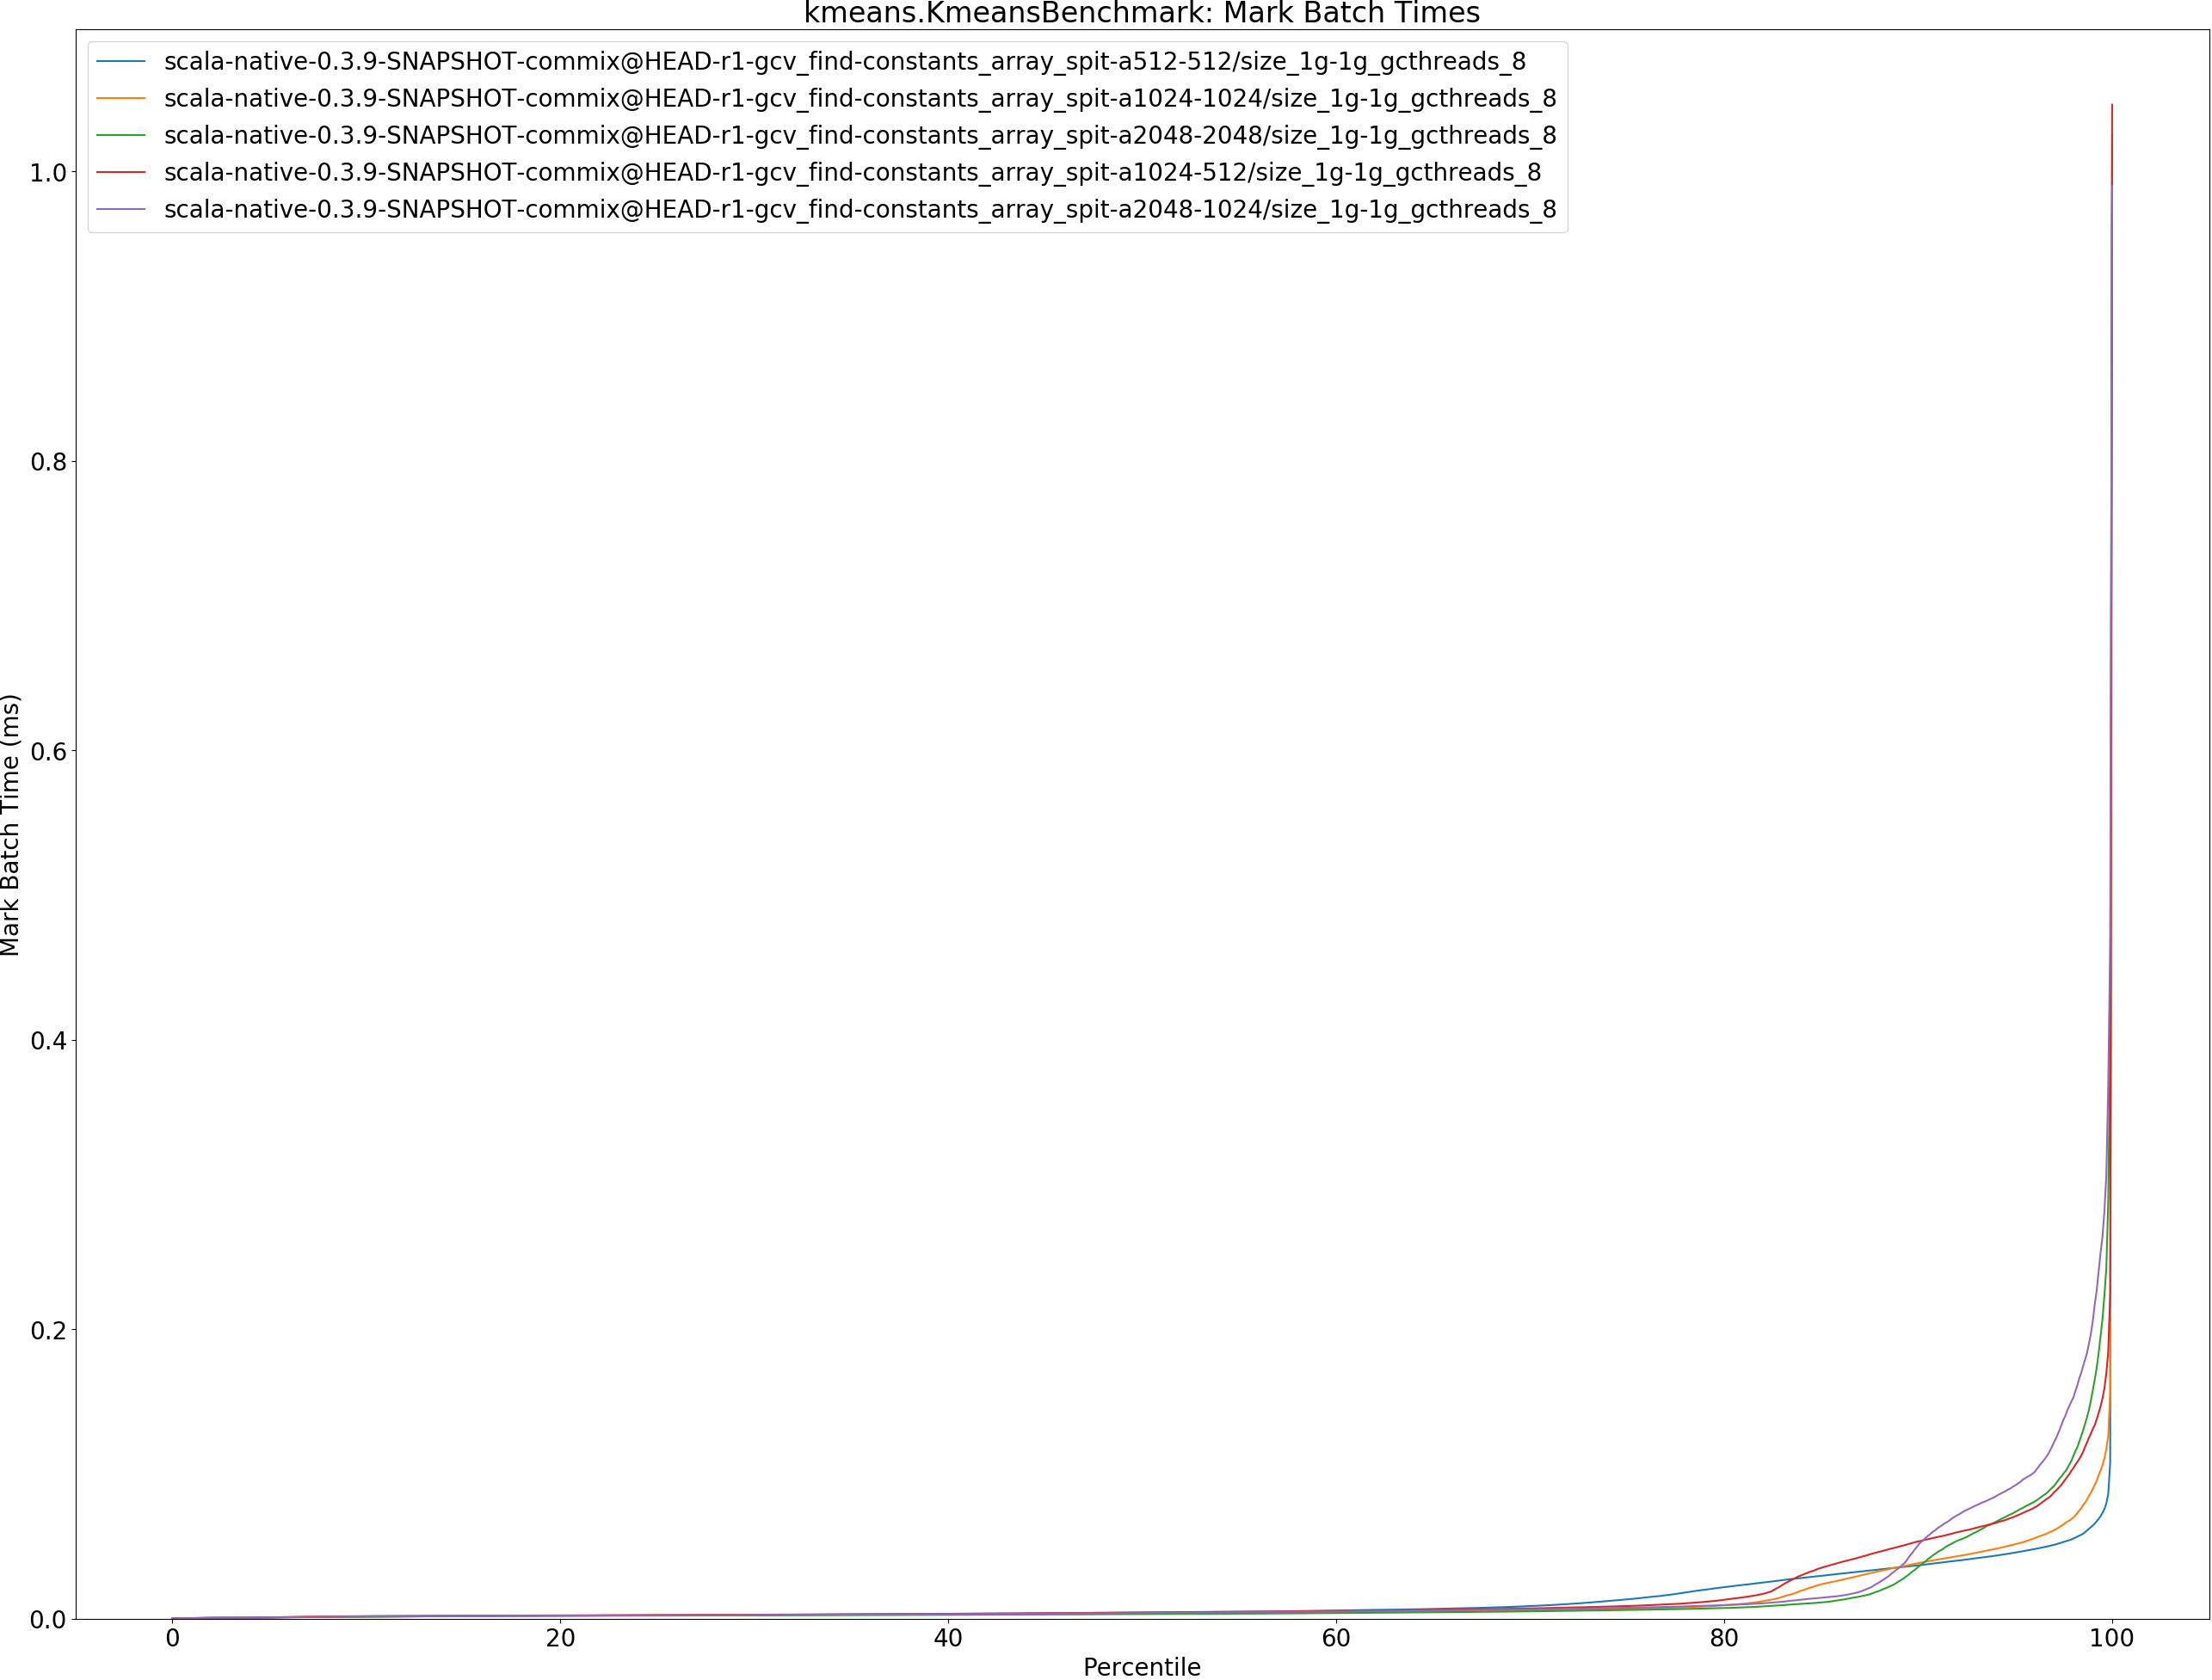 kmeans.KmeansBenchmark: Mark Batch Times
scala-native-0.3.9-SNAPSHOT-commix@HEAD-r1-gcv_find-constants_array_spit-a512-512/size_1g-1g_gcthreads_8
scala-native-0.3.9-SNAPSHOT-commix@HEAD-r1-gcv_find-constants_array_spit-a1024-1024/size_1g-1g_gcthreads_8
scala-native-0.3.9-SNAPSHOT-commix@HEAD-r1-gcv_find-constants_array_spit-a2048-2048/size_1g-1g_gcthreads_8
scala-native-0.3.9-SNAPSHOT-commix@HEAD-r1-gcv_find-constants_array_spit-a1024-512/size_1g-1g_gcthreads_8
scala-native-0.3.9-SNAPSHOT-commix@HEAD-r1-gcv_find-constants_array_spit-a2048-1024/size_1g-1g_gcthreads_8
1.0
0.8
0.6
0.4
0.2
0.0
Mark Batch Time (ms)
0 20 40 60 80 100
Percentile